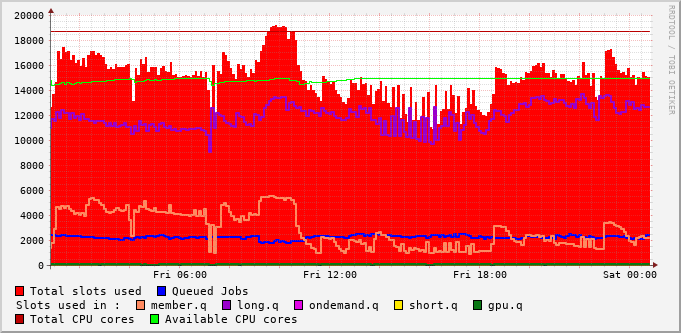 20000
18000
16000
14000
12000
10000
8000
6000
4000
2000
0
Fri 06:00 Fri 12:00 Fri 18:00 Sat 00:00
RRDTOOL / TOBI OETIKER
Total slots used Queued Jobs
Slots used in : member.q long.q ondemand.q short.q gpu.q
Total CPU cores Available CPU cores